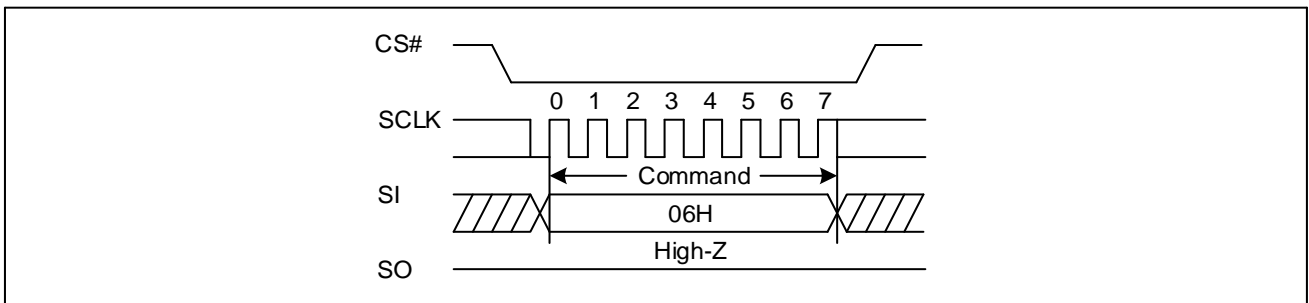 CS#
0 1 2 3 4 5 6 7
SCLK
Command
SI
06H
High-Z
SO